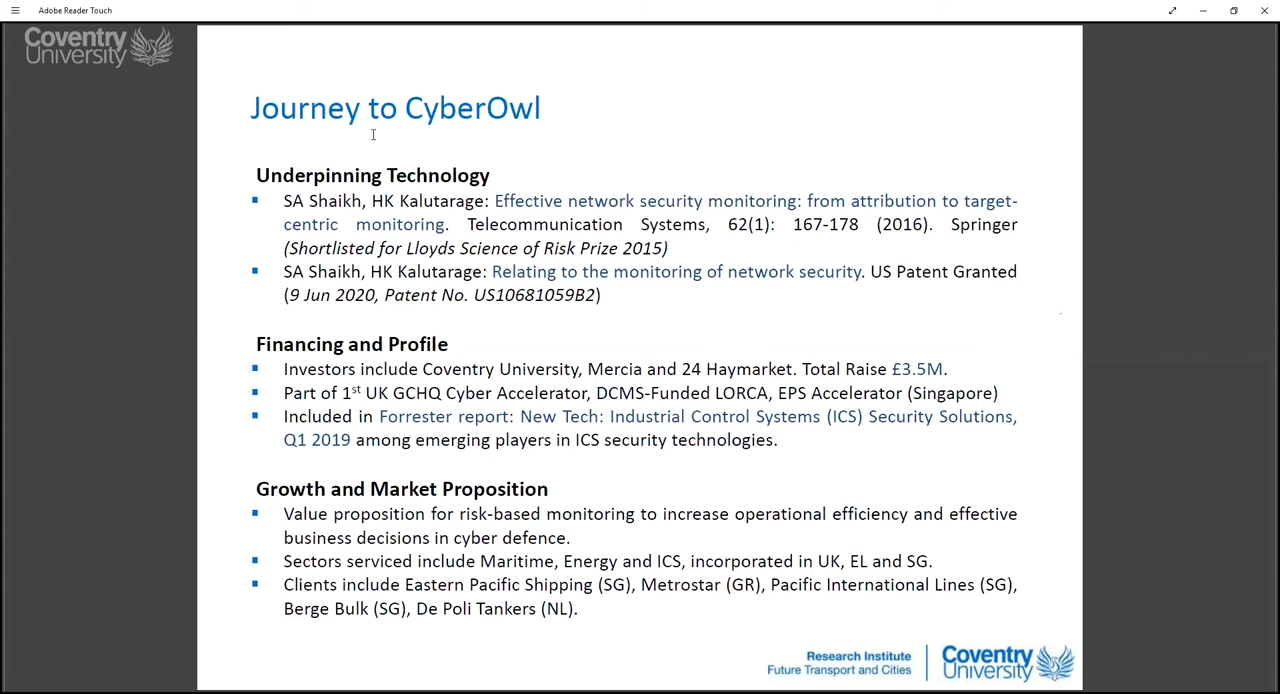 Adobe Reader Touch
Coventry
University
Journey to CyberOwl
Underpinning Technology
SA Shaikh, HK Kalutarage: Effective network security monitoring: from attribution to target-
centric monitoring. Telecommunication Systems, 62(1): 167-178 (2016). Springer
(Shortlisted for Lloyds Science of Risk Prize 2015)
SA Shaikh, HK Kalutarage: Relating to the monitoring of network security. US Patent Granted
(9 Jun 2020, Patent No. US10681059B2)
Financing and Profile
Investors include Coventry University, Mercia and 24 Haymarket. Total Raise £3.5M.
Part of 1st UK GCHQ Cyber Accelerator, DCMS-Funded LORCA, EPS Accelerator (Singapore)
Included in Forrester report: New Tech: Industrial Control Systems (ICS) Security Solutions,
Q1 2019 among emerging players in ICS security technologies.
Growth and Market Proposition
Value proposition for risk-based monitoring to increase operational efficiency and effective
business decisions in cyber defence.
Sectors serviced include Maritime, Energy and ICS, incorporated in UK, EL and SG.
Clients include Eastern Pacific Shipping (SG), Metrostar (GR), Pacific International Lines (SG),
Berge Bulk (SG), De Poli Tankers (NL).
Research Institute
Future Transport and Cities
Coventry
University